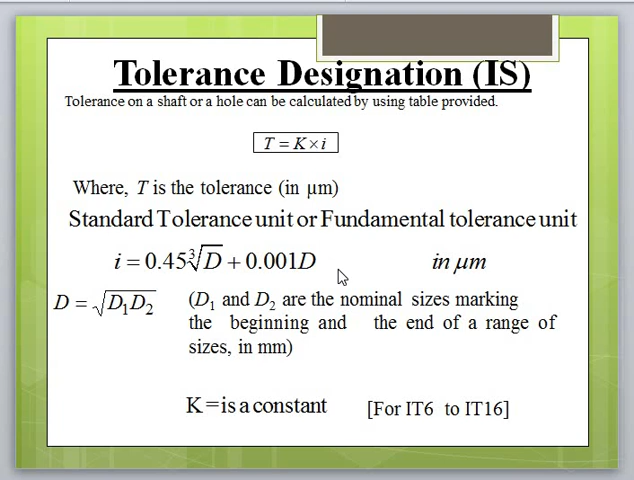 Tolerance Designation (IS)
Tolerance on a shaft or a hole can be calculated by using table provided.
T = K × i
Where, T is the tolerance (in µm)
Standard Tolerance unit or Fundamental tolerance unit
i = 0.45∛D + 0.001D in µm
D = √D₁D₂ (D₁ and D₂ are the nominal sizes marking
the beginning and the end of a range of
sizes, in mm)
K =is a constant [For IT6 to IT16]